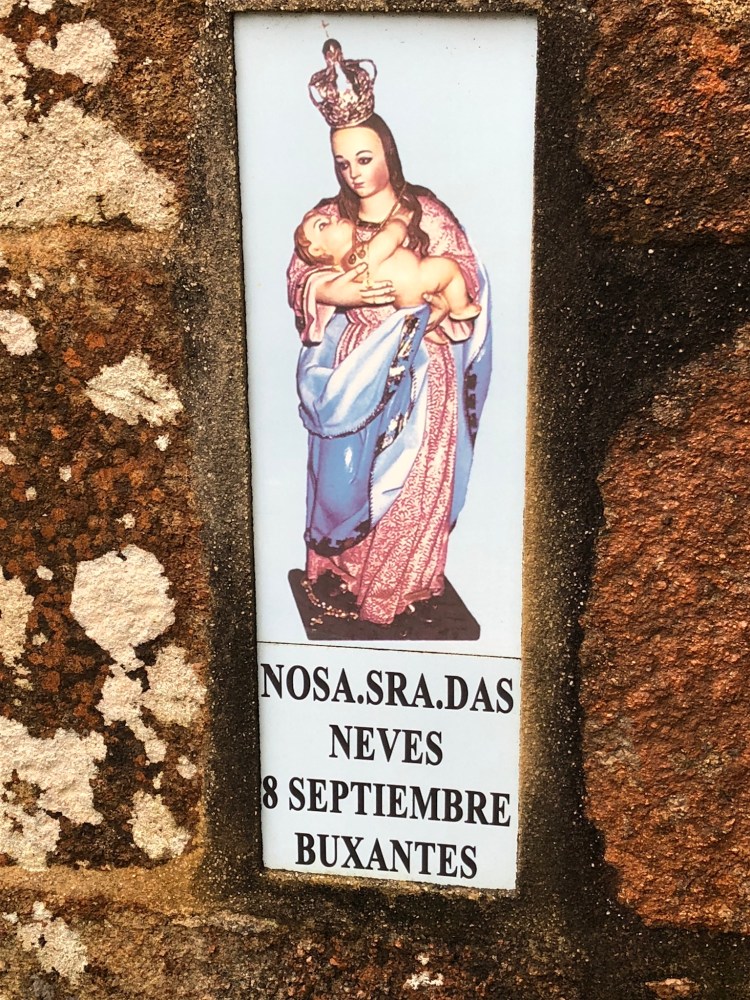 NOSA.SRA.DAS
NEVES
8 SEPTIEMBRE
BUXANTES